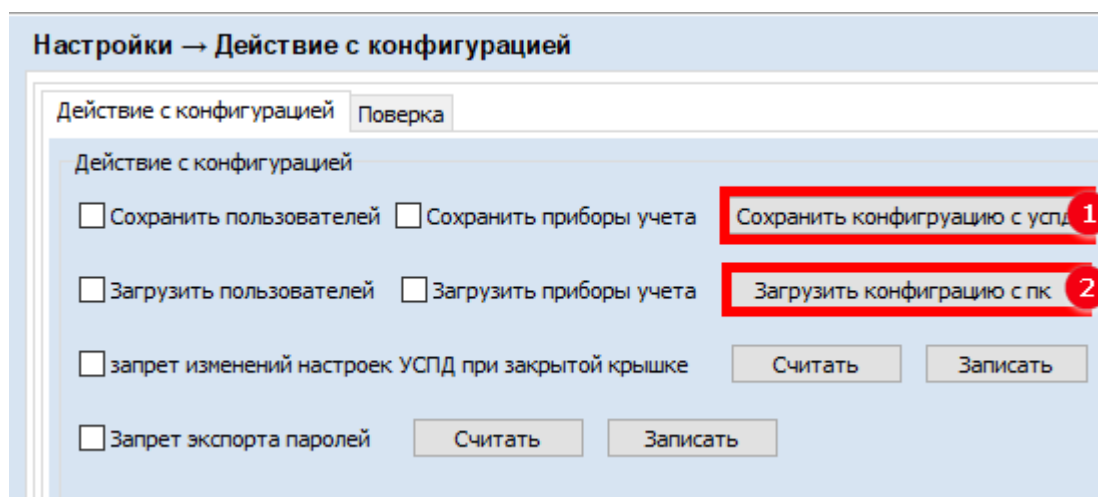 Настройки → Действие с конфигурацией
Действие с конфигурацией Поверка
Действие с конфигурацией
Сохранить пользователей Сохранить приборы учета Сохранить конфигруацию с успд 1
Загрузить пользователей Загрузить приборы учета Загрузить конфиграцию с пк 2
запрет изменений настроек УСПД при закрытой крышке Считать Записать
Запрет экспорта паролей Считать Записать